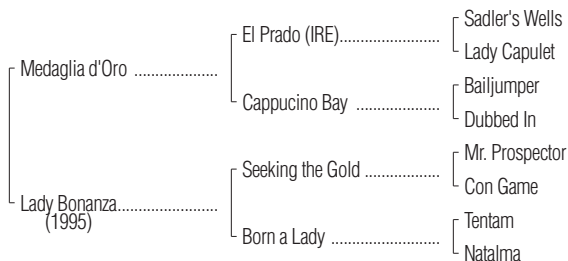 Sadler's Wells
El Prado (IRE)........................
Lady Capulet
Medaglia d'Oro ....................
Bailjumper
Cappucino Bay ....................
Dubbed In
Mr. Prospector
Seeking the Gold ..................
Con Game
Lady Bonanza........................
(1995)
Tentam
Born a Lady ..........................
Natalma